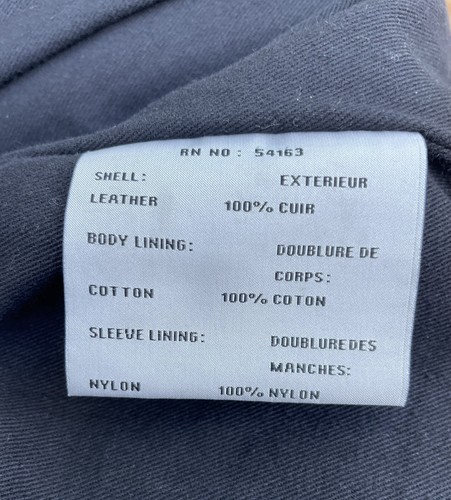 RN NO: 54163
SHELL: EXTERIEUR
LEATHER 100% CUIR
BODY LINING: DOUBLURE DE
CORPS:
COTTON 100% COTON
SLEEVE LINING: DOUBLUREDES
MANCHES:
NYLON 100% NYLON